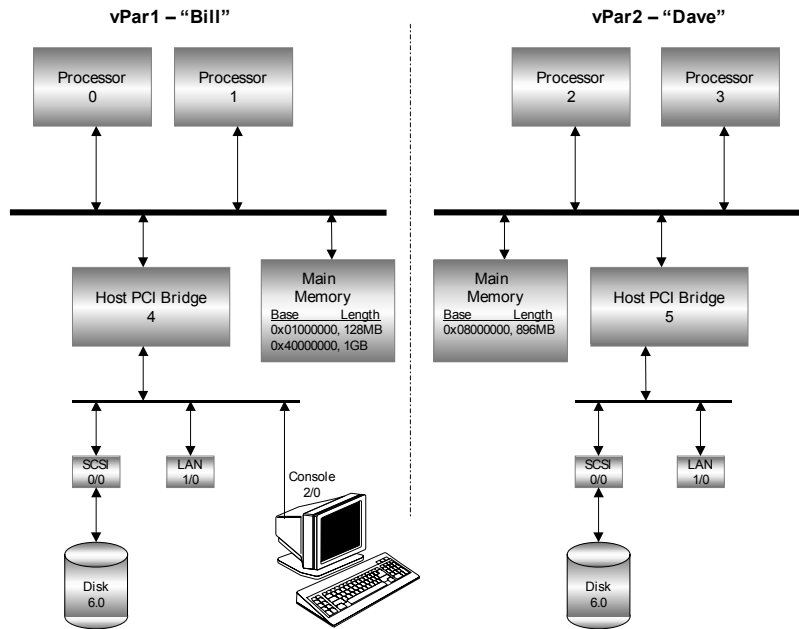 vPar1 – “Bill”
Processor
0
Processor
1
Host PCI Bridge
4
Main
Memory
Base Length
0x01000000, 128MB
0x40000000, 1GB
SCSI
0/0
LAN
1/0
Console
2/0
Disk
6.0
vPar2 – “Dave”
Processor
2
Processor
3
Main
Memory
Base Length
0x08000000, 896MB
Host PCI Bridge
5
SCSI
0/0
LAN
1/0
Disk
6.0